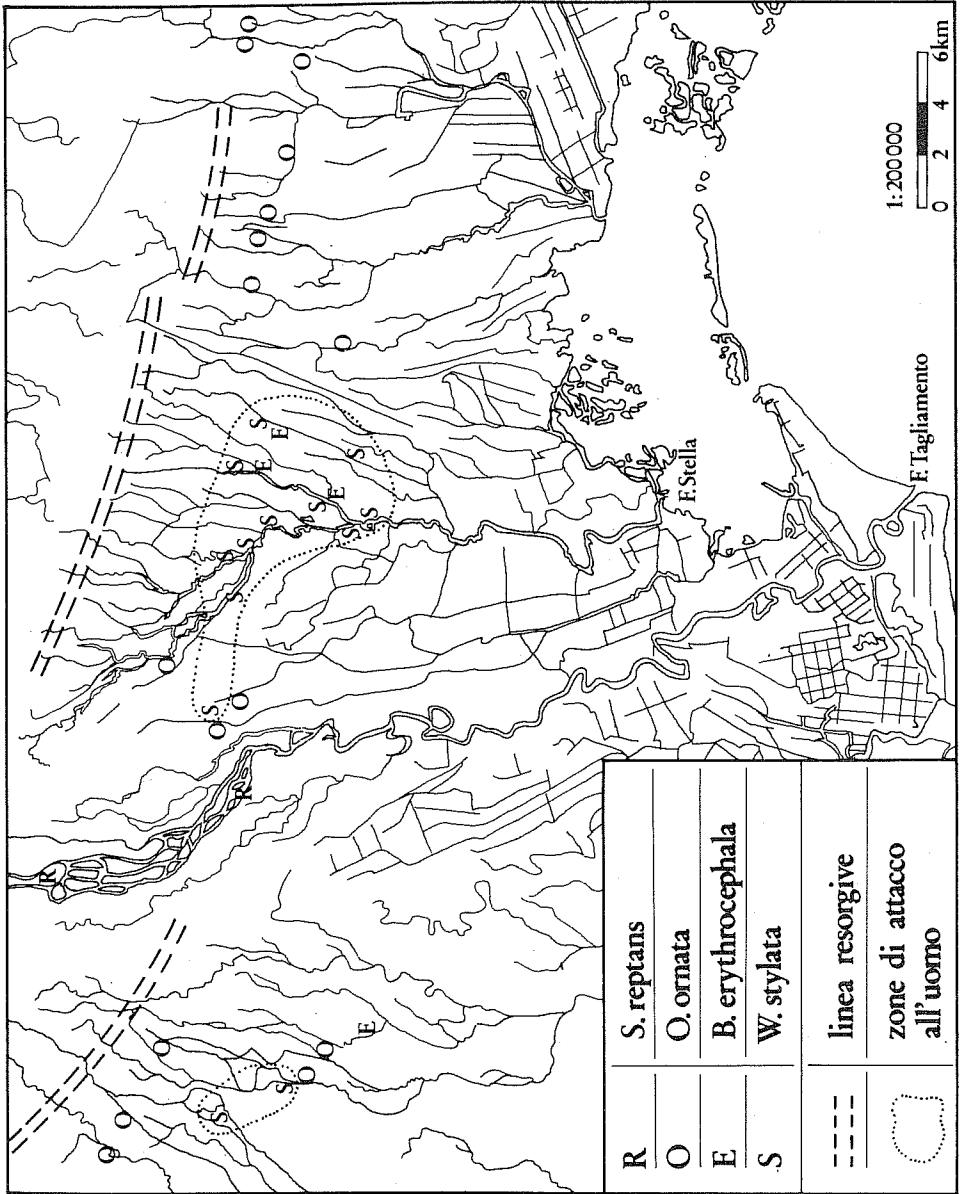 R
O
O
O
O
S
O
S
S
S
S
O
R
S
O
O
O
O
S
E
O
S
E
S
O
O
O
S
O
E
O
S
S
E
S
F. Stella
F. Tagliamento
1:200000
0 2 4 6km
R S. reptans
O O. ornata
E B. erythrocephala
S W. stylata
linea resorgive
zone di attacco
all'uomo